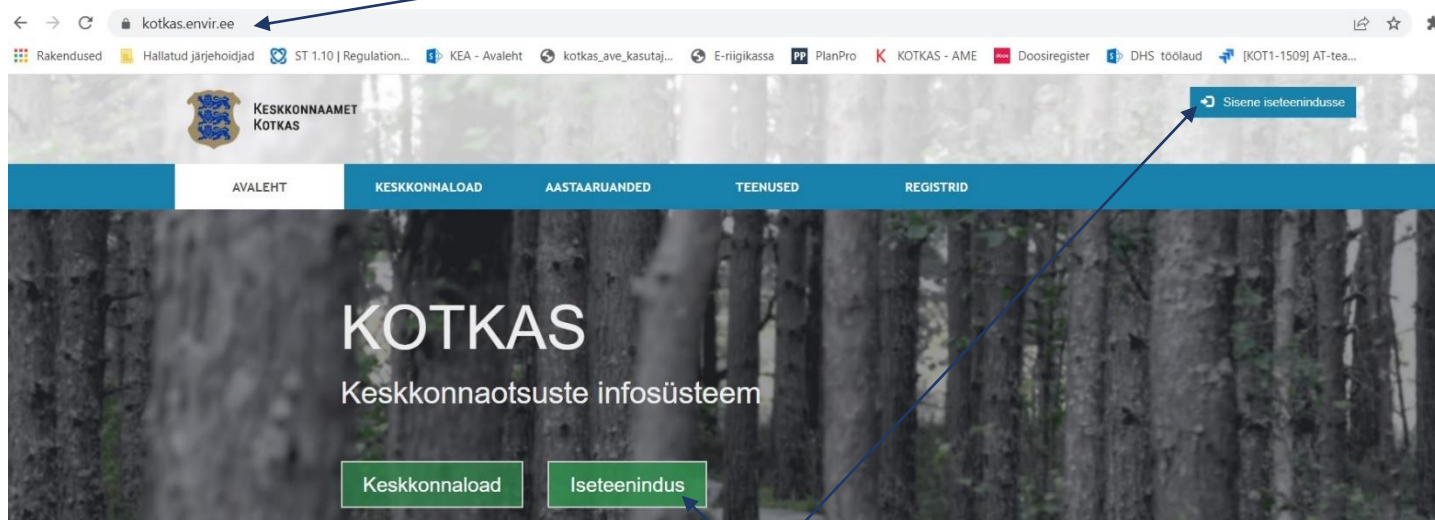 kotkas.envir.ee
Rakendused Hallatud järjehoidjad ST 1.10 | Regulation... KEA - Avaleht kotkas_ave_kasutaj... E-riigikassa PP PlanPro K KOTKAS - AME Doosiregister DHS töölaud [KOT1-1509] AT-tea...
KESKKONNAAMET
KOTKAS
Sisene iseteenindusse
AVALEHT KESKKONNALOAD AASTAARUANDED TEENUSED REGISTRID
KOTKAS
Keskkonnaotsuste infosüsteem
Keskkonnaload Iseteenindus